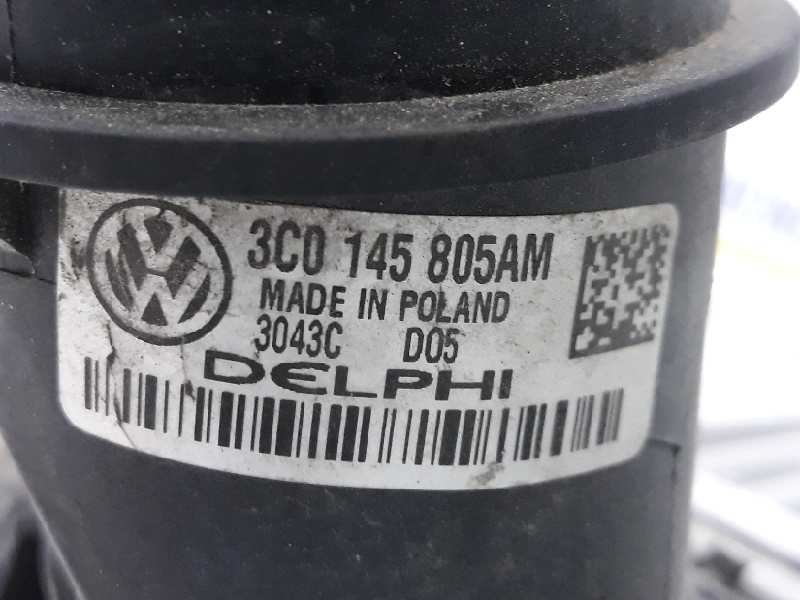 3C0 145 805AM
MADE IN POLAND
3043C D05
DELPHI